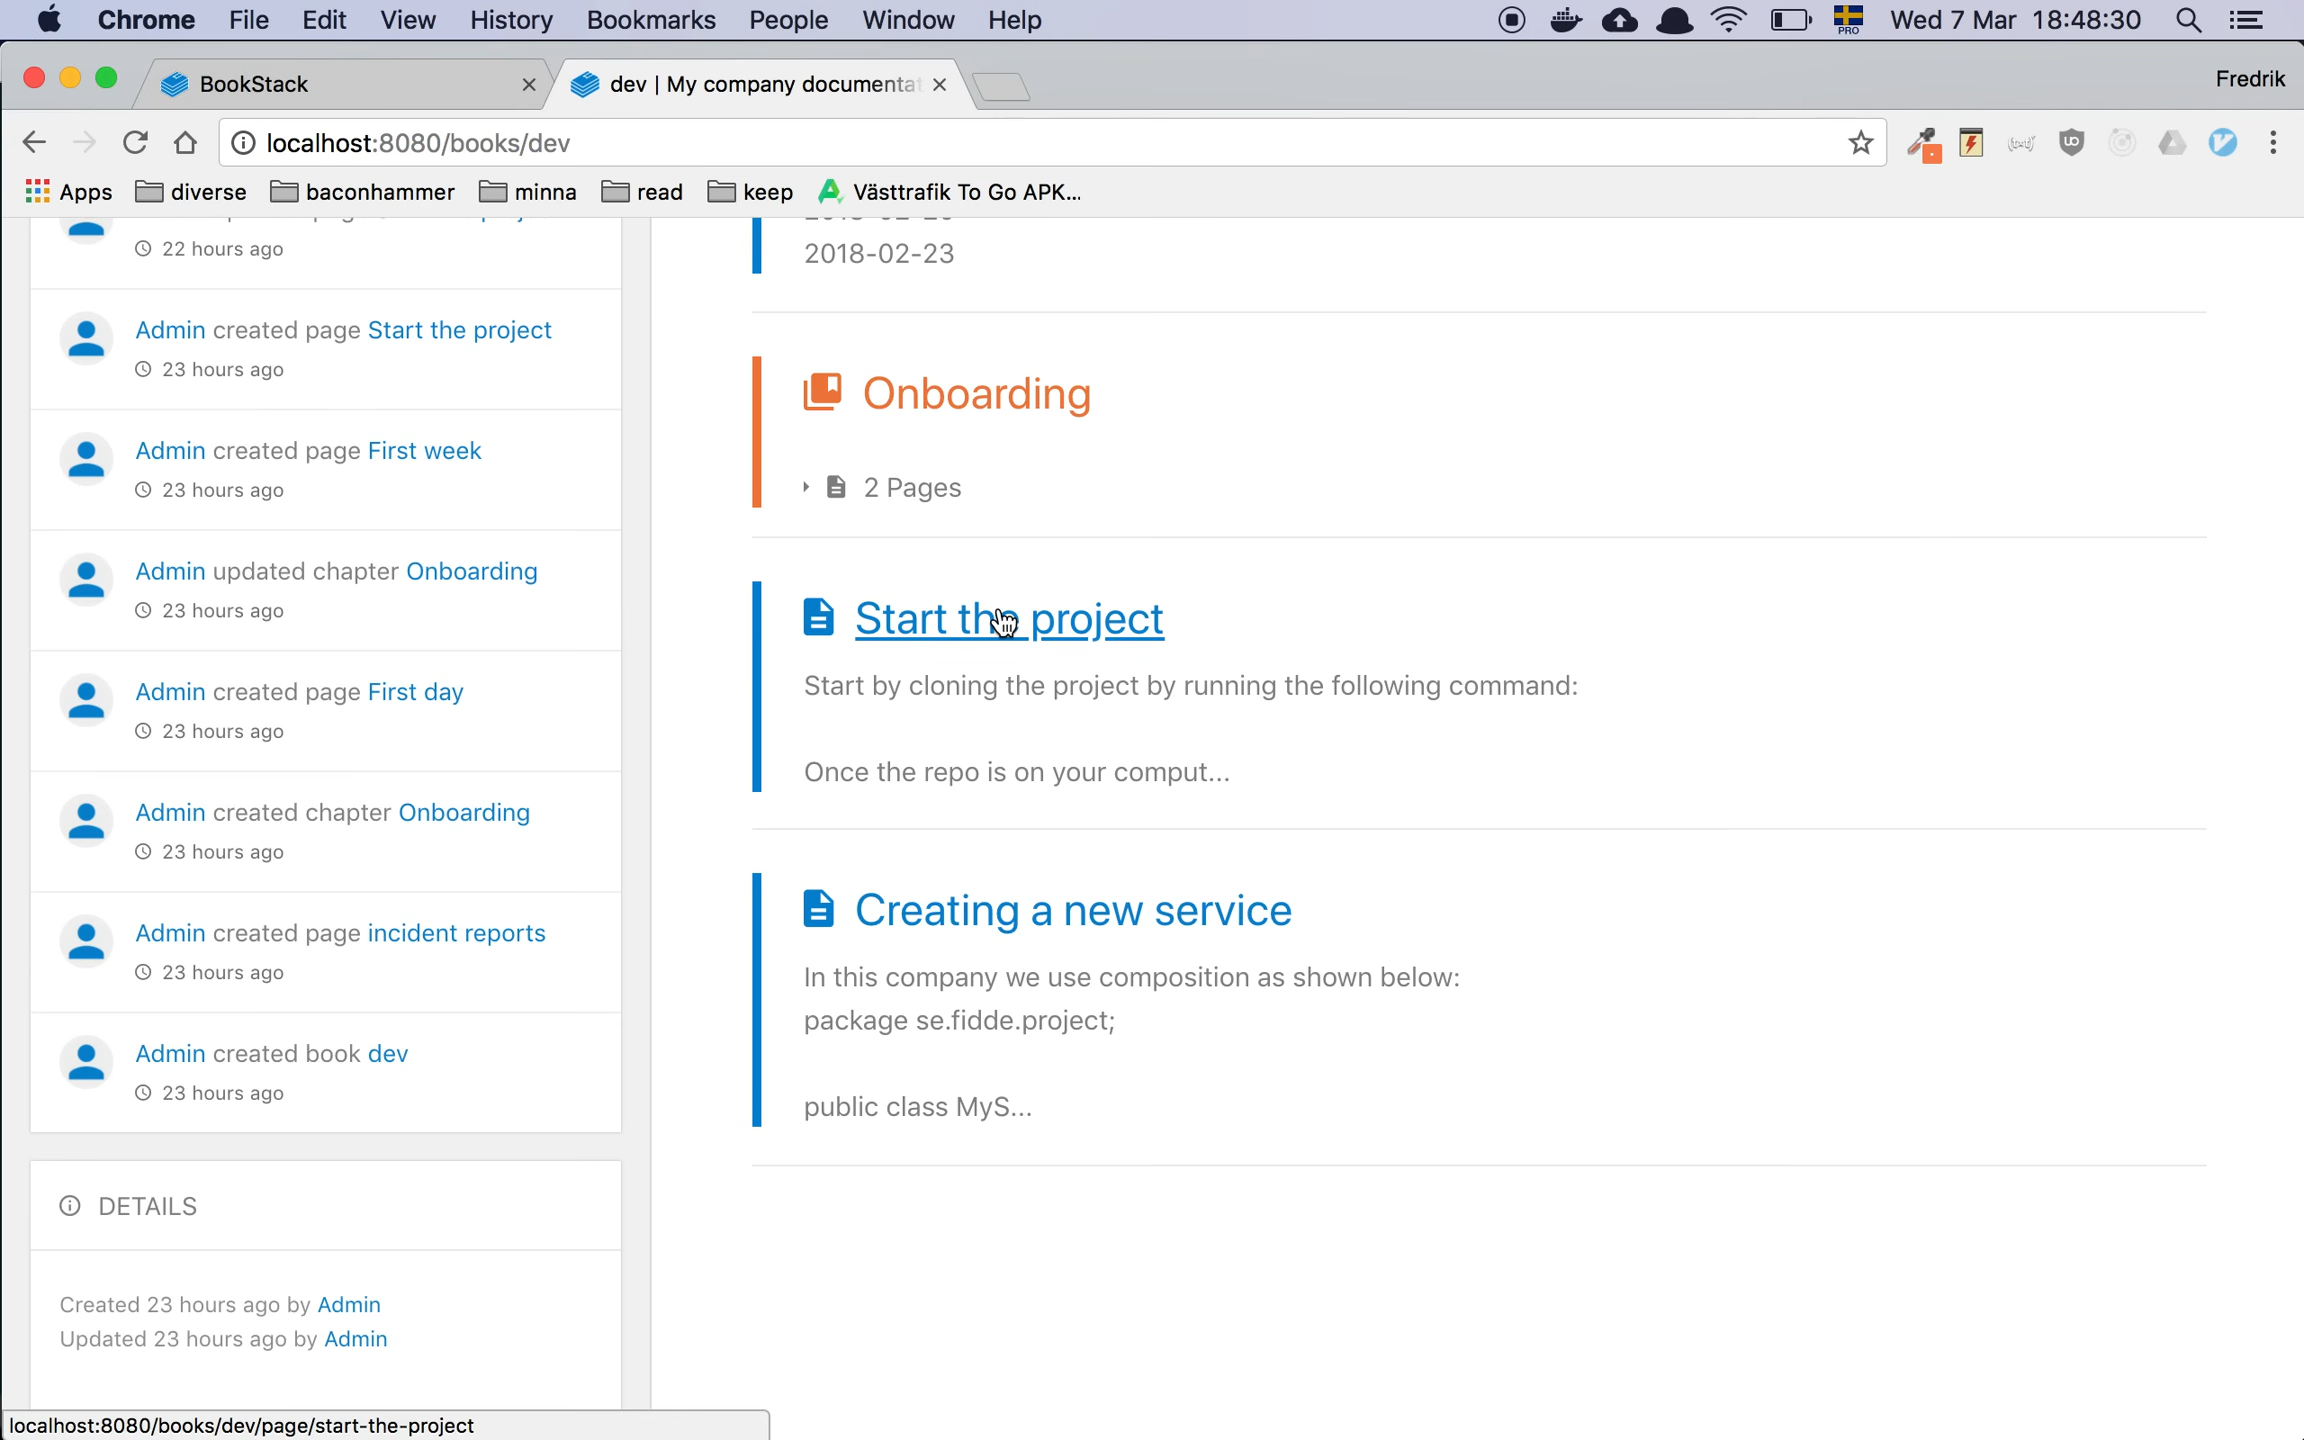 Chrome File Edit View History Bookmarks People Window Help PRO Wed 7 Mar 18:48:30
BookStack dev | My company documentat Fredrik
localhost:8080/books/dev
Apps diverse baconhammer minna read keep Västtrafik To Go APK...
22 hours ago
Admin created page Start the project
23 hours ago
Admin created page First week
23 hours ago
Admin updated chapter Onboarding
23 hours ago
Admin created page First day
23 hours ago
Admin created chapter Onboarding
23 hours ago
Admin created page incident reports
23 hours ago
Admin created book dev
23 hours ago
DETAILS
Created 23 hours ago by Admin
Updated 23 hours ago by Admin
2018-02-23
Onboarding
2 Pages
Start the project
Start by cloning the project by running the following command:
Once the repo is on your comput...
Creating a new service
In this company we use composition as shown below:
package se.fidde.project;
public class MyS...
localhost:8080/books/dev/page/start-the-project